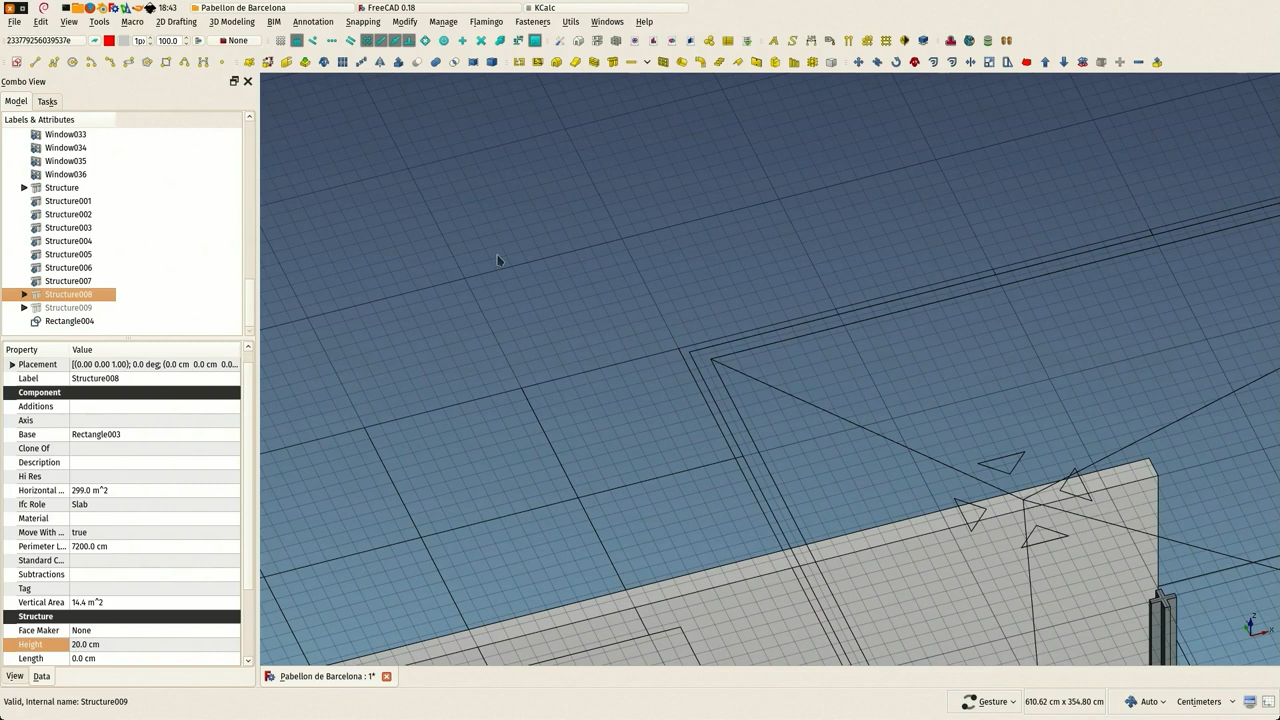 18:43 Pabellon de Barcelona FreeCAD 0.18 KCalc
File Edit View Tools Macro 2D Drafting 3D Modeling BIM Annotation Snapping Modify Manage Flamingo Fasteners Utils Windows Help
233779256039537e 1px 100.0 None
Combo View
Model Tasks
Labels & Attributes
Window033
Window034
Window035
Window036
Structure
Structure001
Structure002
Structure003
Structure004
Structure005
Structure006
Structure007
Structure008
Structure009
Rectangle004
Property Value
Placement [(0.00 0.00 1.00); 0.0 deg; (0.0 cm 0.0 cm 0.0...
Label Structure008
Component
Additions
Axis
Base Rectangle003
Clone Of
Description
Hi Res
Horizontal ... 299.0 m^2
Ifc Role Slab
Material
Move With ... true
Perimeter L... 7200.0 cm
Standard C...
Subtractions
Tag
Vertical Area 14.4 m^2
Structure
Face Maker None
Height 20.0 cm
Length 0.0 cm
View Data
Pabellon de Barcelona : 1*
Z
X
Valid, Internal name: Structure009 Gesture 610.62 cm x 354.80 cm Auto Centimeters